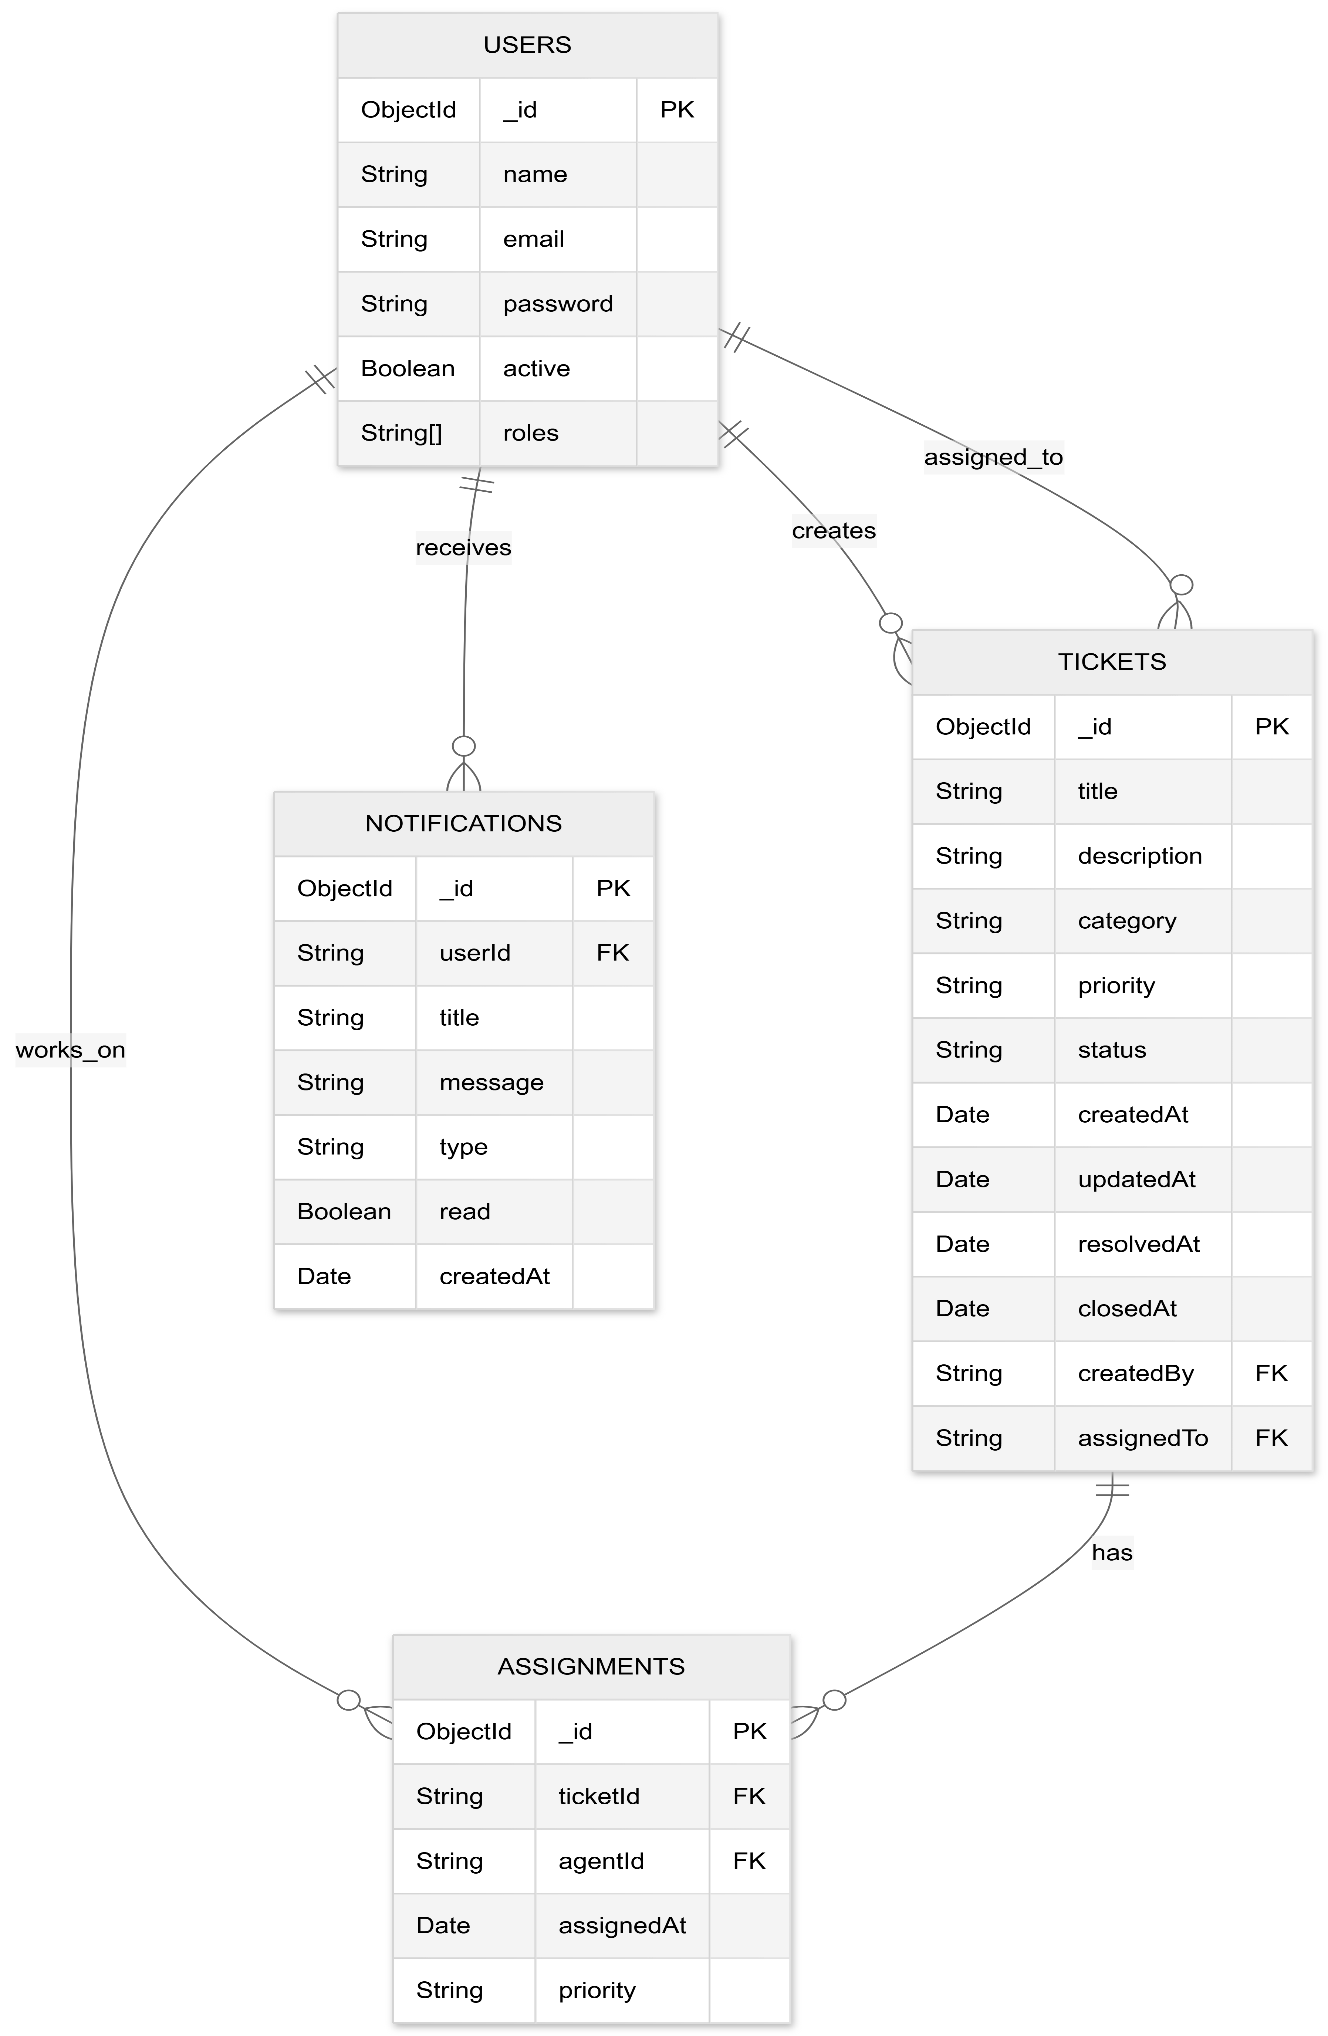 USERS
ObjectId _id PK
String name
String email
String password
Boolean active
String[] roles
assigned_to
creates
receives
TICKETS
ObjectId _id PK
String title
String description
String category
String priority
String status
Date createdAt
Date updatedAt
Date resolvedAt
Date closedAt
String createdBy FK
String assignedTo FK
NOTIFICATIONS
ObjectId _id PK
String userId FK
String title
String message
String type
Boolean read
Date createdAt
works_on
has
ASSIGNMENTS
ObjectId _id PK
String ticketId FK
String agentId FK
Date assignedAt
String priority